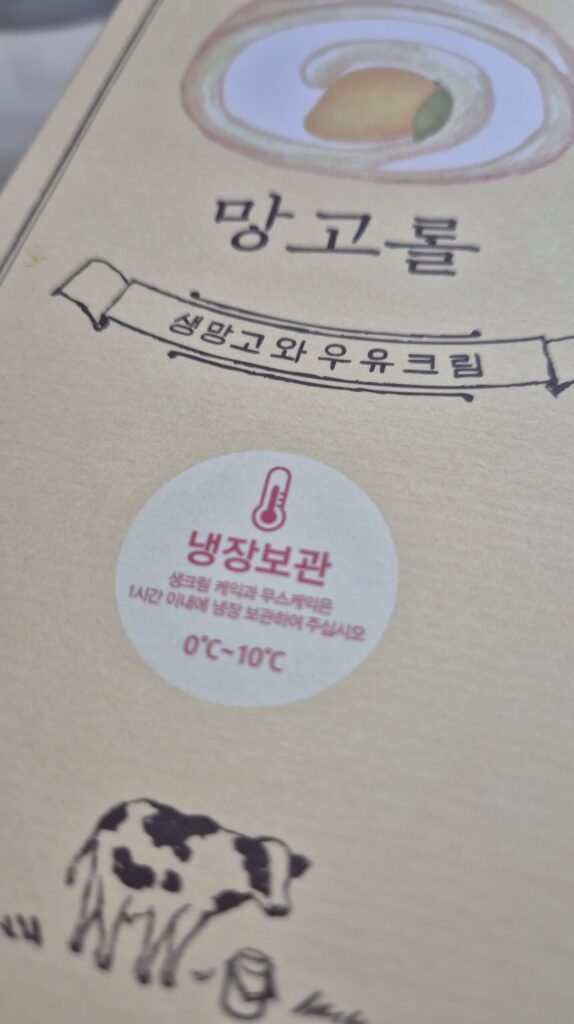 망고롤
생망고와 우유크림
냉장보관
생크림 케익과 무스케익은
1시간 이내에 냉장 보관하여 주십시오
0°C~10°C